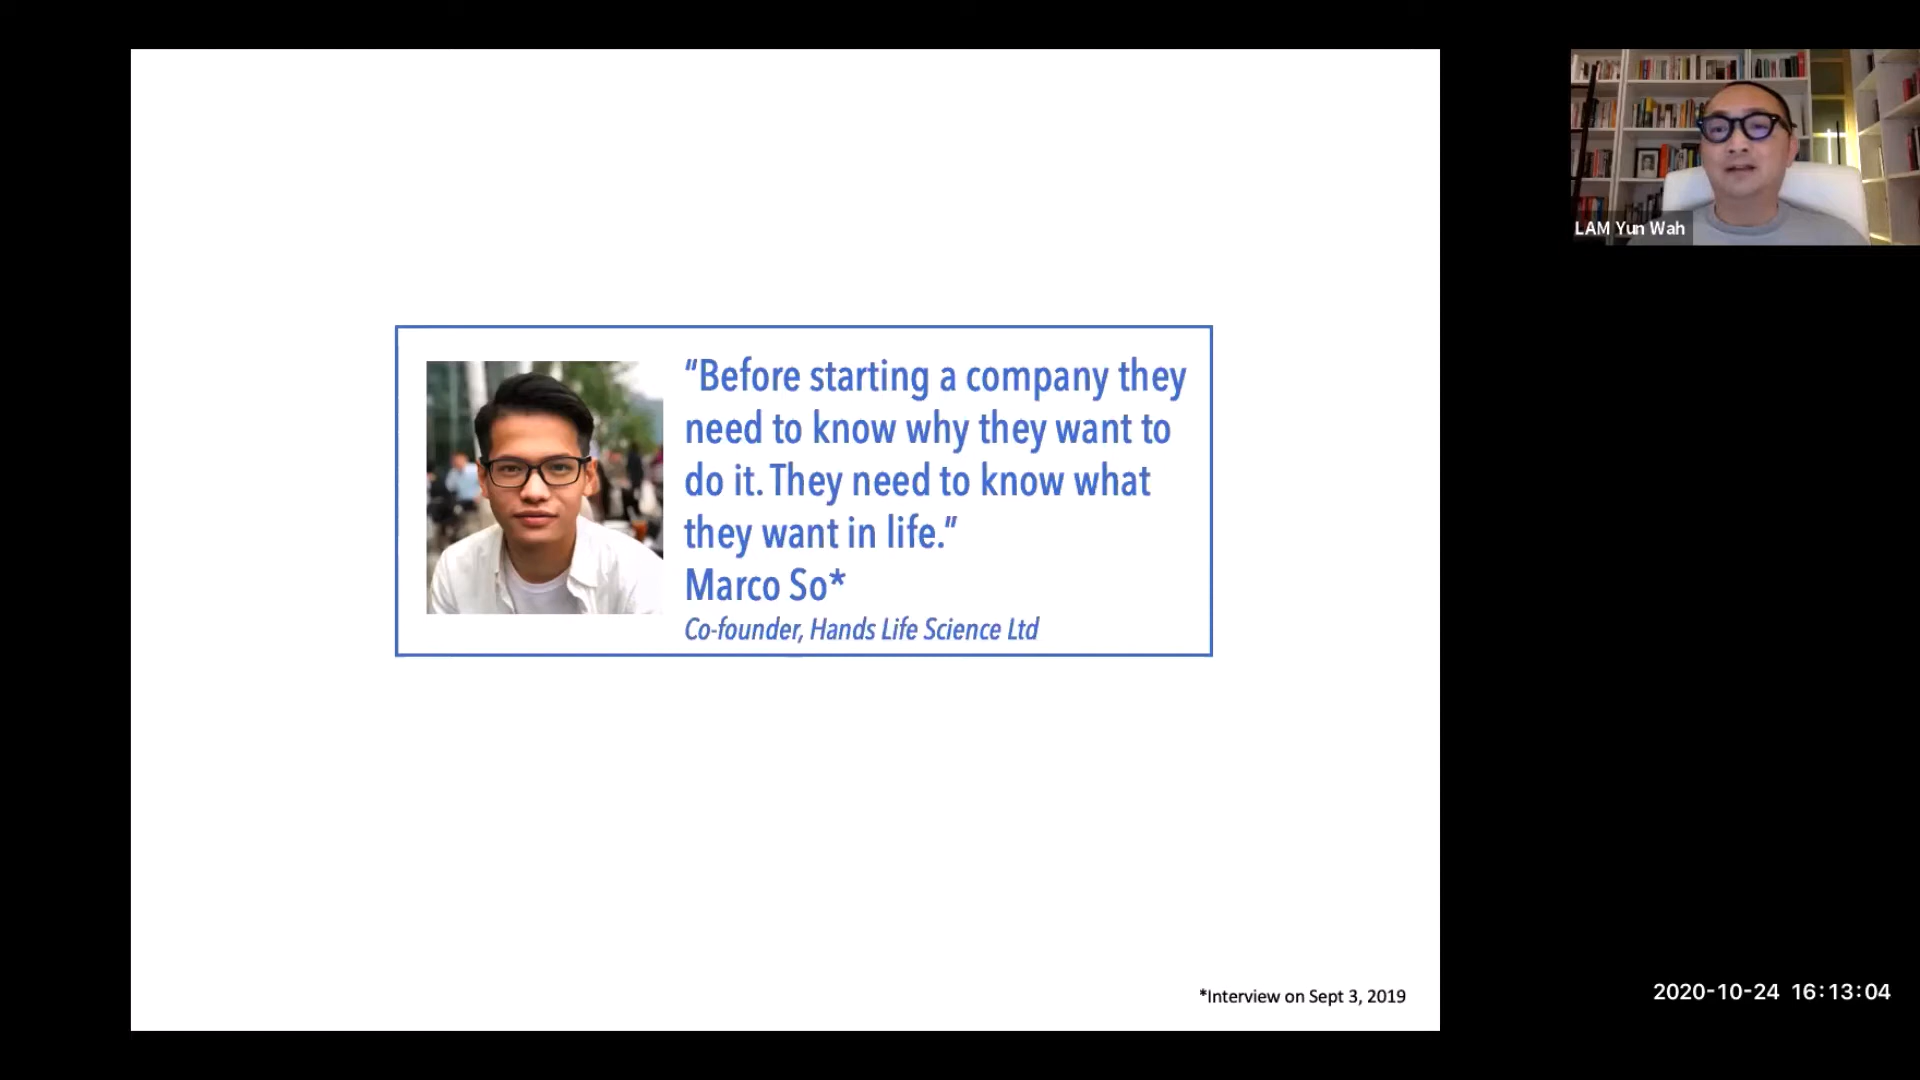 “Before starting a company they
need to know why they want to
do it. They need to know what
they want in life.”
Marco So*
Co-founder, Hands Life Science Ltd
*Interview on Sept 3, 2019
LAM Yun Wah
2020-10-24 16:13:04